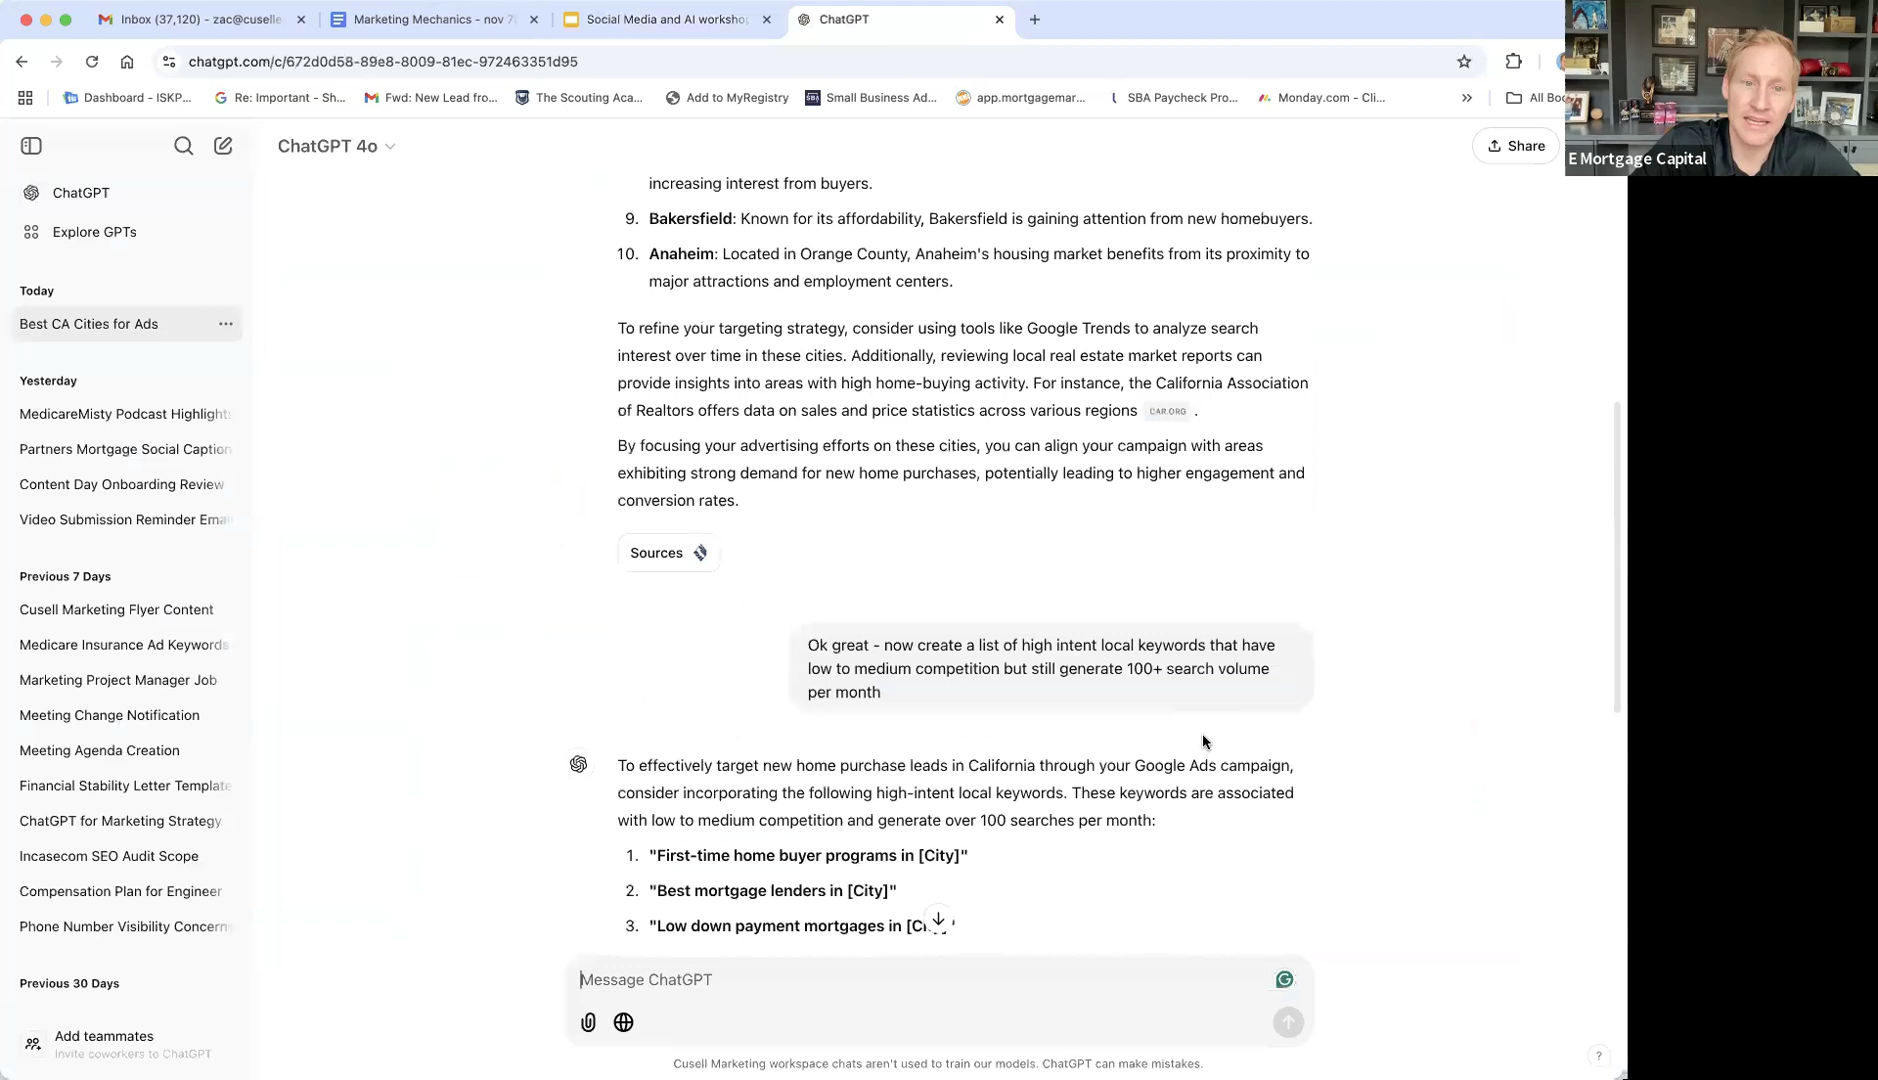 Inbox (37,120) - zac@cuselle
Marketing Mechanics - nov 7
Social Media and AI workshop
ChatGPT
chatgpt.com/c/672d0d58-89e8-8009-81ec-972463351d95
Dashboard - ISKP...
Re: Important - Sh...
Fwd: New Lead fro...
The Scouting Aca...
Add to MyRegistry
SBA
Small Business Ad...
app.mortgagemar...
SBA Paycheck Pro...
Monday.com - Cli...
All Boo
E Mortgage Capital
ChatGPT
Explore GPTs
Today
Best CA Cities for Ads
Yesterday
MedicareMisty Podcast Highlights
Partners Mortgage Social Caption
Content Day Onboarding Review
Video Submission Reminder Emai
Previous 7 Days
Cusell Marketing Flyer Content
Medicare Insurance Ad Keywords
Marketing Project Manager Job
Meeting Change Notification
Meeting Agenda Creation
Financial Stability Letter Template
ChatGPT for Marketing Strategy
Incasecom SEO Audit Scope
Compensation Plan for Engineer
Phone Number Visibility Concern
Previous 30 Days
Add teammates
Invite coworkers to ChatGPT
ChatGPT 4o
Share
increasing interest from buyers.
9. Bakersfield: Known for its affordability, Bakersfield is gaining attention from new homebuyers.
10. Anaheim: Located in Orange County, Anaheim's housing market benefits from its proximity to
major attractions and employment centers.
To refine your targeting strategy, consider using tools like Google Trends to analyze search
interest over time in these cities. Additionally, reviewing local real estate market reports can
provide insights into areas with high home-buying activity. For instance, the California Association
of Realtors offers data on sales and price statistics across various regions CAR.ORG .
By focusing your advertising efforts on these cities, you can align your campaign with areas
exhibiting strong demand for new home purchases, potentially leading to higher engagement and
conversion rates.
Sources
Ok great - now create a list of high intent local keywords that have
low to medium competition but still generate 100+ search volume
per month
To effectively target new home purchase leads in California through your Google Ads campaign,
consider incorporating the following high-intent local keywords. These keywords are associated
with low to medium competition and generate over 100 searches per month:
1. "First-time home buyer programs in [City]"
2. "Best mortgage lenders in [City]"
3. "Low down payment mortgages in
Message ChatGPT
Cusell Marketing workspace chats aren't used to train our models. ChatGPT can make mistakes.
?